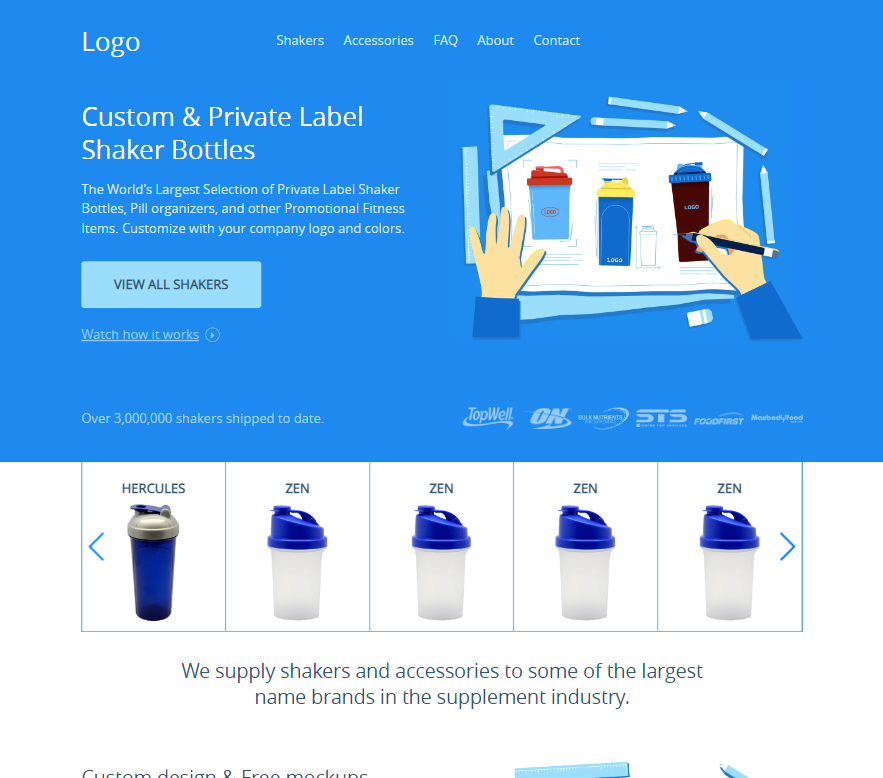 Logo
Shakers Accessories FAQ About Contact
Custom & Private Label
Shaker Bottles
The World's Largest Selection of Private Label Shaker
Bottles, Pill organizers, and other Promotional Fitness
Items. Customize with your company logo and colors.
VIEW ALL SHAKERS
Watch how it works
LOGO
LOGO
LOGO
Over 3,000,000 shakers shipped to date.
TopWell ON BULK NUTRIENTS STS FOODFIRST Maxbodyfood
HERCULES ZEN ZEN ZEN ZEN
We supply shakers and accessories to some of the largest
name brands in the supplement industry.
Custom design & Free mockups